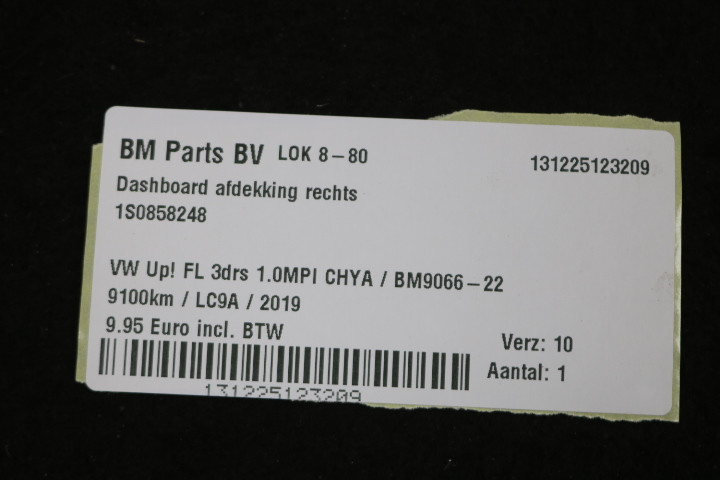 BM Parts BV LOK 8-80 131225123209
Dashboard afdekking rechts
1S0858248
VW Up! FL 3drs 1.0MPI CHYA / BM9066-22
9100km / LC9A / 2019
9.95 Euro incl. BTW
Verz: 10
Aantal: 1
131225123209